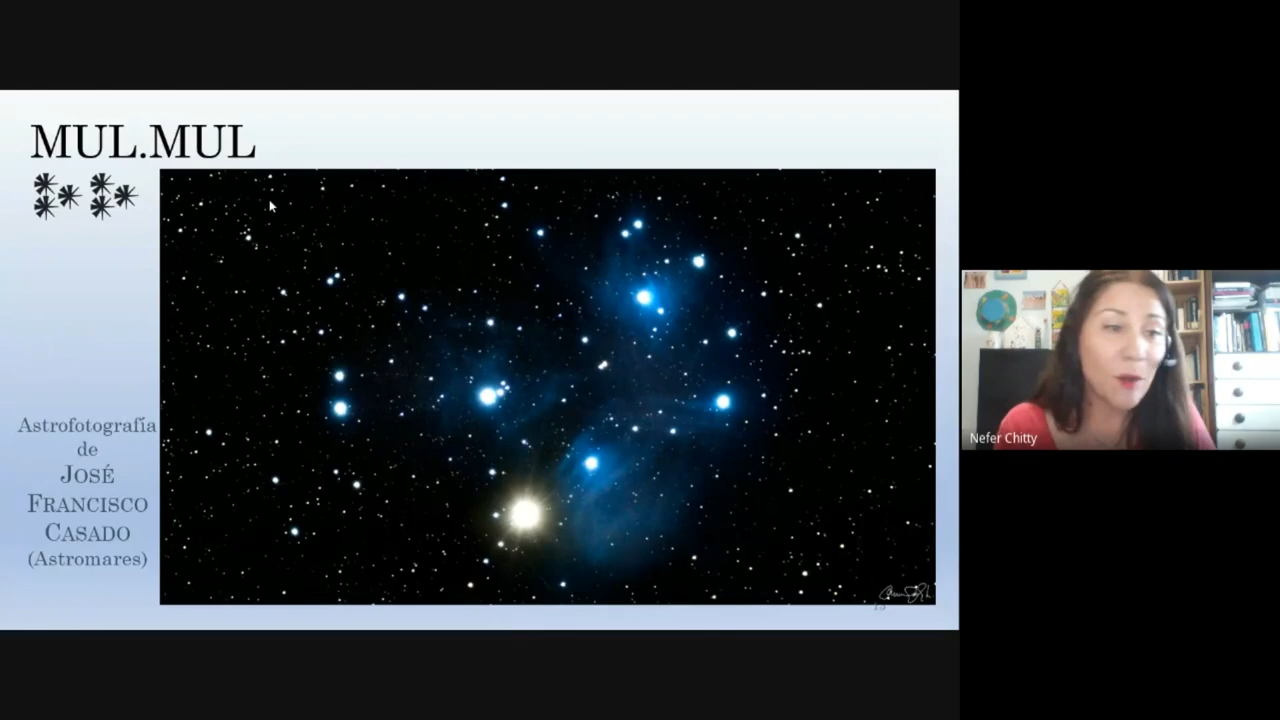 MUL.MUL
Astrofotografía
de
JOSÉ
FRANCISCO
CASADO
(Astromares)
Nefer Chitty